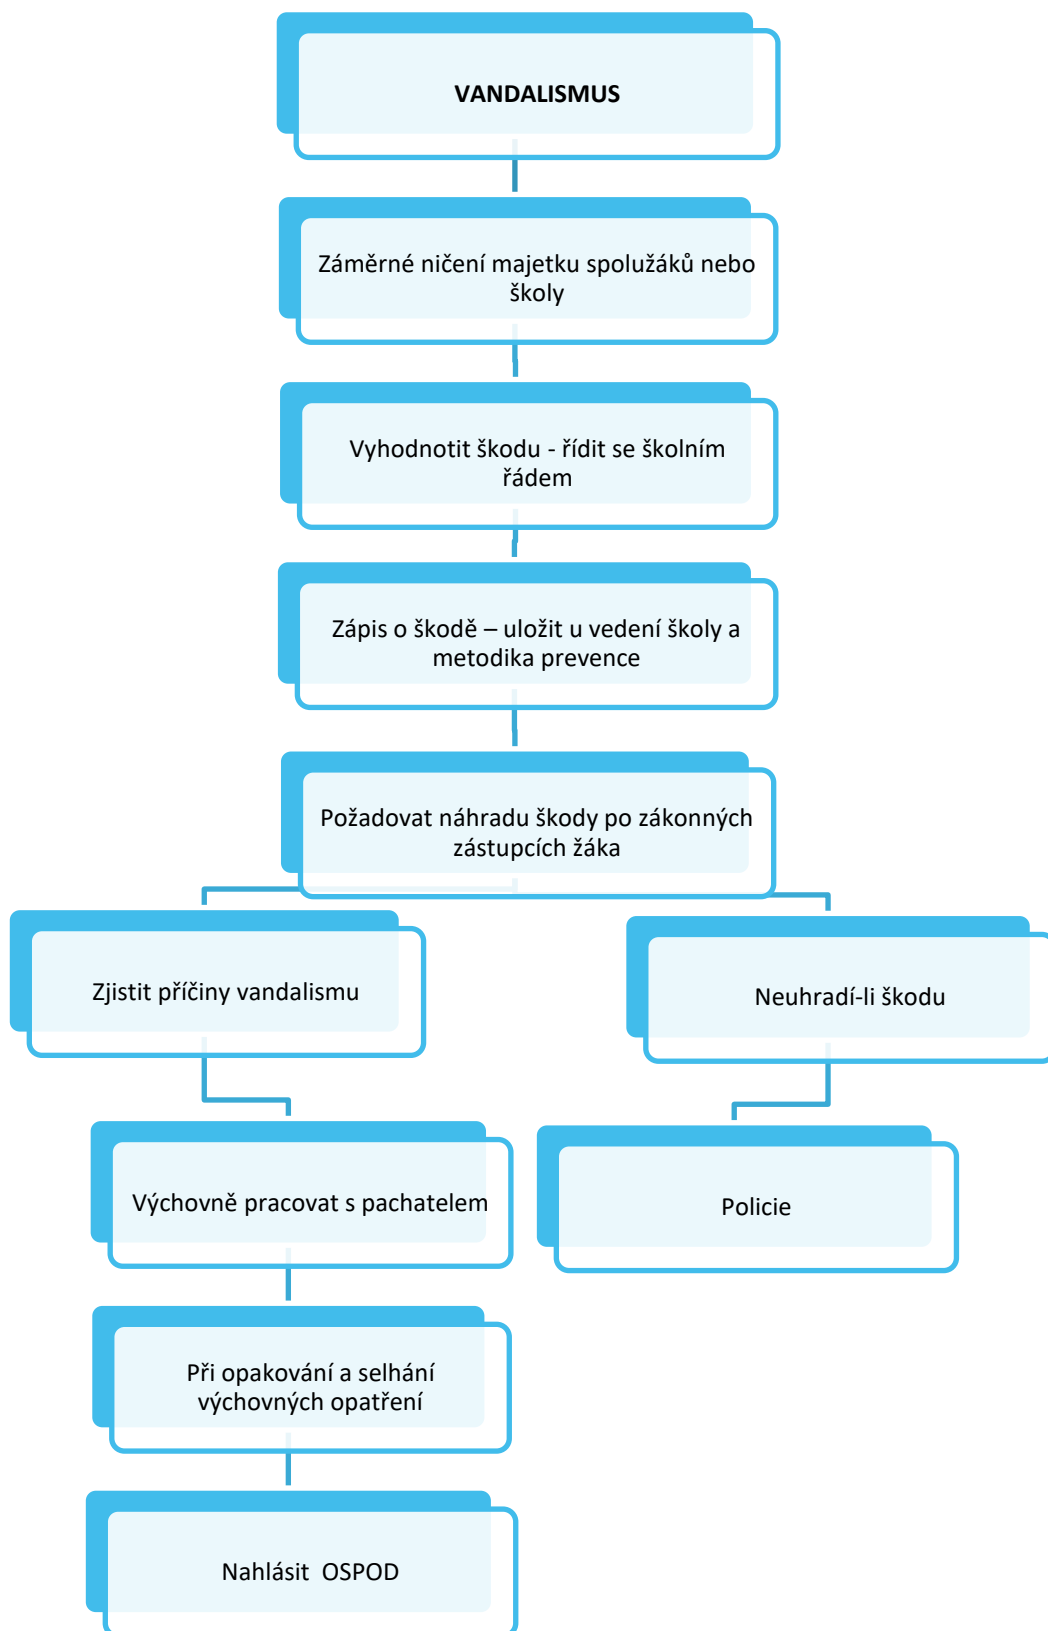 VANDALISMUS
Záměrné ničení majetku spolužáků nebo
školy
Vyhodnotit škodu - řídit se školním
řádem
Zápis o škodě – uložit u vedení školy a
metodika prevence
Požadovat náhradu škody po zákonných
zástupcích žáka
Zjistit příčiny vandalismu
Neuhradí-li škodu
Výchovně pracovat s pachatelem
Policie
Při opakování a selhání
výchovných opatření
Nahlásit  OSPOD